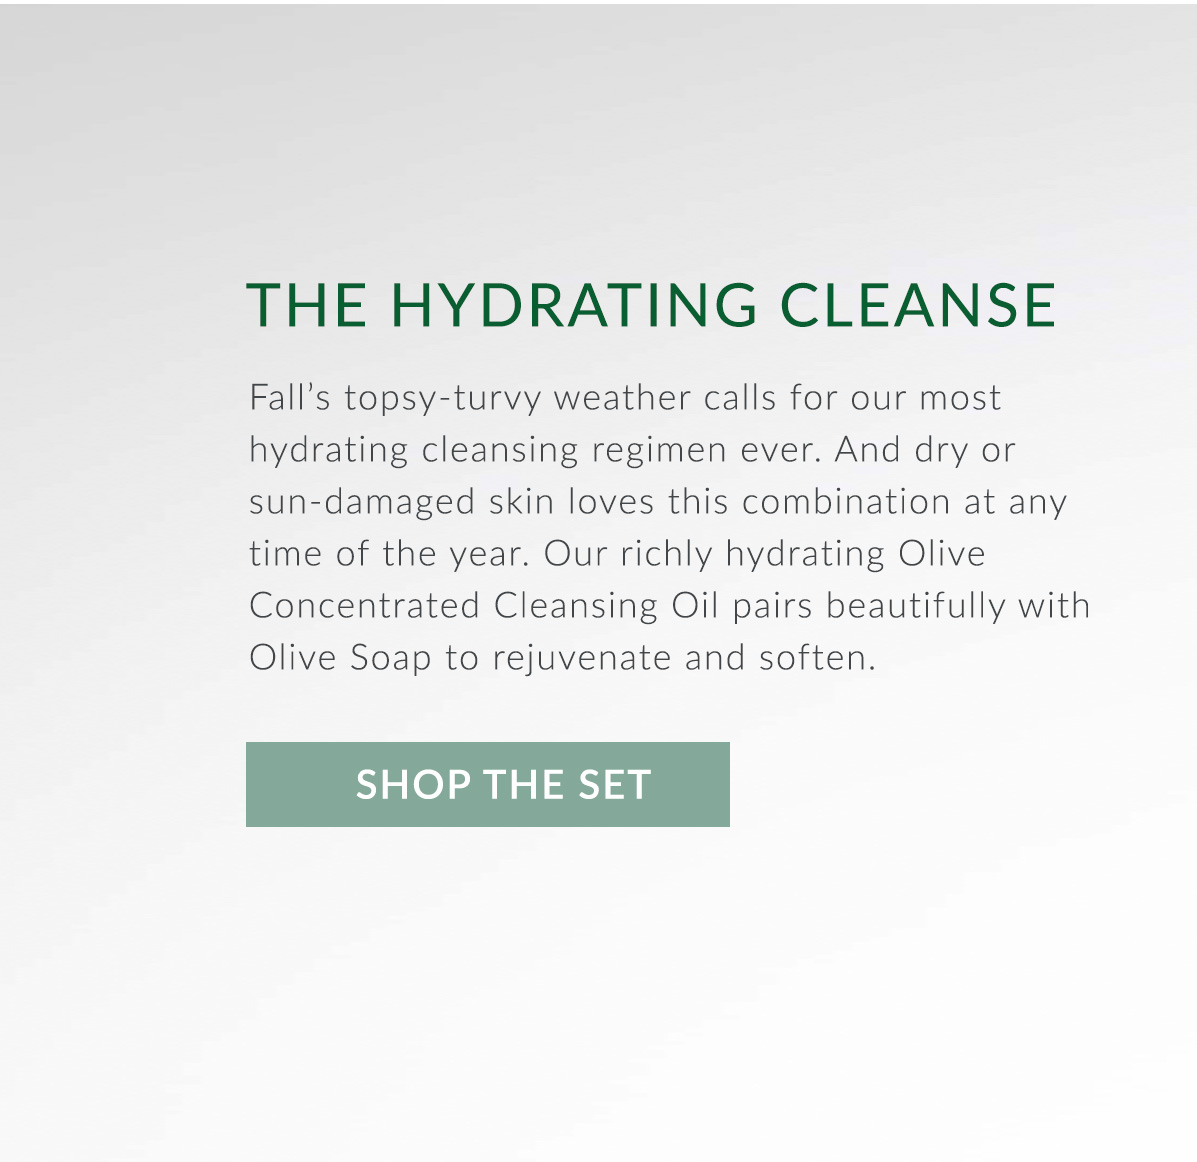 THE HYDRATING CLEANSE
Fall’s topsy-turvy weather calls for our most
hydrating cleansing regimen ever. And dry or
sun-damaged skin loves this combination at any
time of the year. Our richly hydrating Olive
Concentrated Cleansing Oil pairs beautifully with
Olive Soap to rejuvenate and soften.
SHOP THE SET